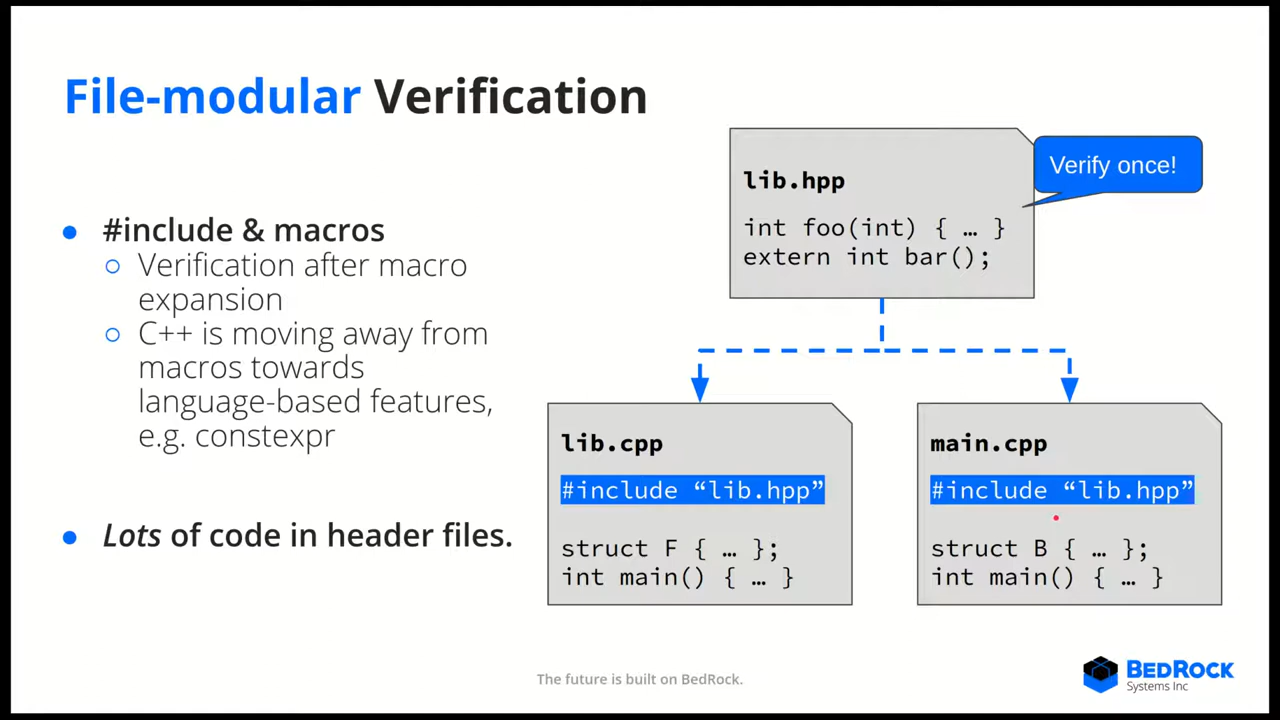 File-modular Verification
#include & macros
Verification after macro
expansion
C++ is moving away from
macros towards
language-based features,
e.g. constexpr
Lots of code in header files.
Verify once!
lib.hpp
int foo(int) { … }
extern int bar();
lib.cpp
#include “lib.hpp”
struct F { … };
int main() { … }
main.cpp
#include “lib.hpp”
struct B { … };
int main() { … }
The future is built on BedRock.
BEDROCK
Systems Inc